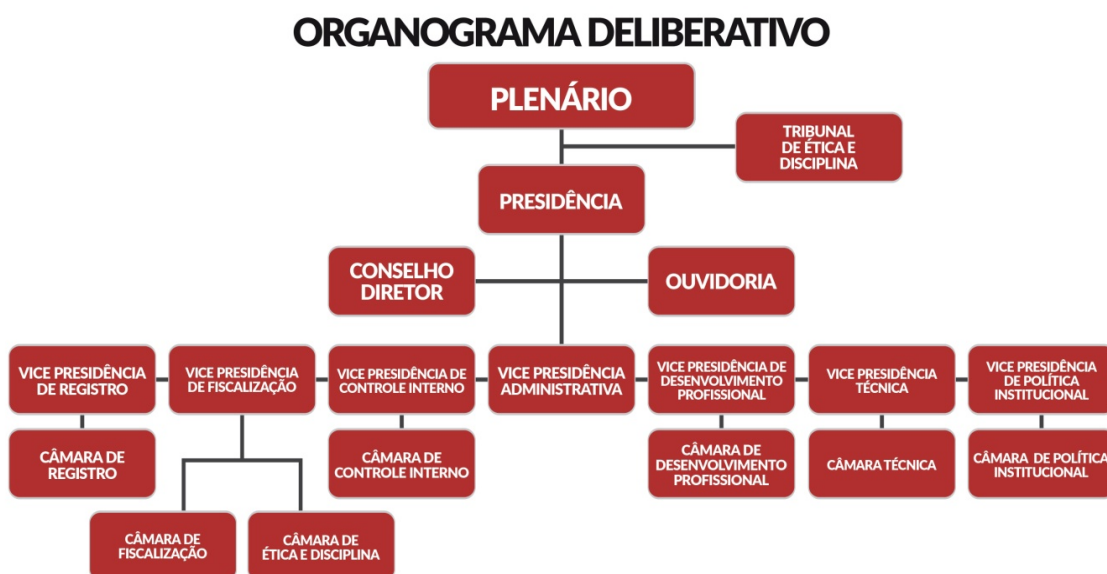 ORGANOGRAMA DELIBERATIVO
PLENÁRIO
TRIBUNAL
DE ÉTICA E
DISCIPLINA
PRESIDÊNCIA
CONSELHO
DIRETOR
OUVIDORIA
VICE PRESIDÊNCIA
DE REGISTRO
VICE PRESIDÊNCIA
DE FISCALIZAÇÃO
VICE PRESIDÊNCIA DE
CONTROLE INTERNO
VICE PRESIDÊNCIA
ADMINISTRATIVA
VICE PRESIDÊNCIA DE
DESENVOLVIMENTO
PROFISSIONAL
VICE PRESIDÊNCIA
TÉCNICA
VICE PRESIDÊNCIA
DE POLÍTICA
INSTITUCIONAL
CÂMARA DE
REGISTRO
CÂMARA DE
CONTROLE INTERNO
CÂMARA DE
DESENVOLVIMENTO
PROFISSIONAL
CÂMARA TÉCNICA
CÂMARA DE POLÍTICA
INSTITUCIONAL
CÂMARA DE
FISCALIZAÇÃO
CÂMARA DE
ÉTICA E DISCIPLINA